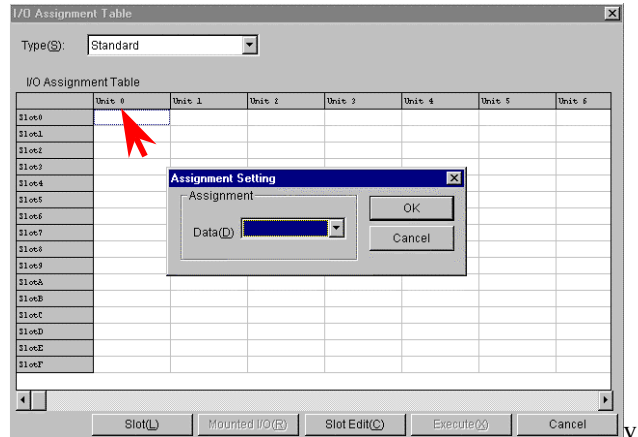 I/O Assignment Table
Type(S): Standard
I/O Assignment Table
Unit 0 Unit 1 Unit 2 Unit 3 Unit 4 Unit 5 Unit 6
Slot0
Slot1
Slot2
Slot3
Slot4
Slot5
Slot6
Slot7
Slot8
Slot9
SlotA
SlotB
SlotC
SlotD
SlotE
SlotF
Assignment Setting
Assignment
Data(D)
OK
Cancel
Slot(L) Mounted I/O(R) Slot Edit(C) Execute(X) Cancel
v